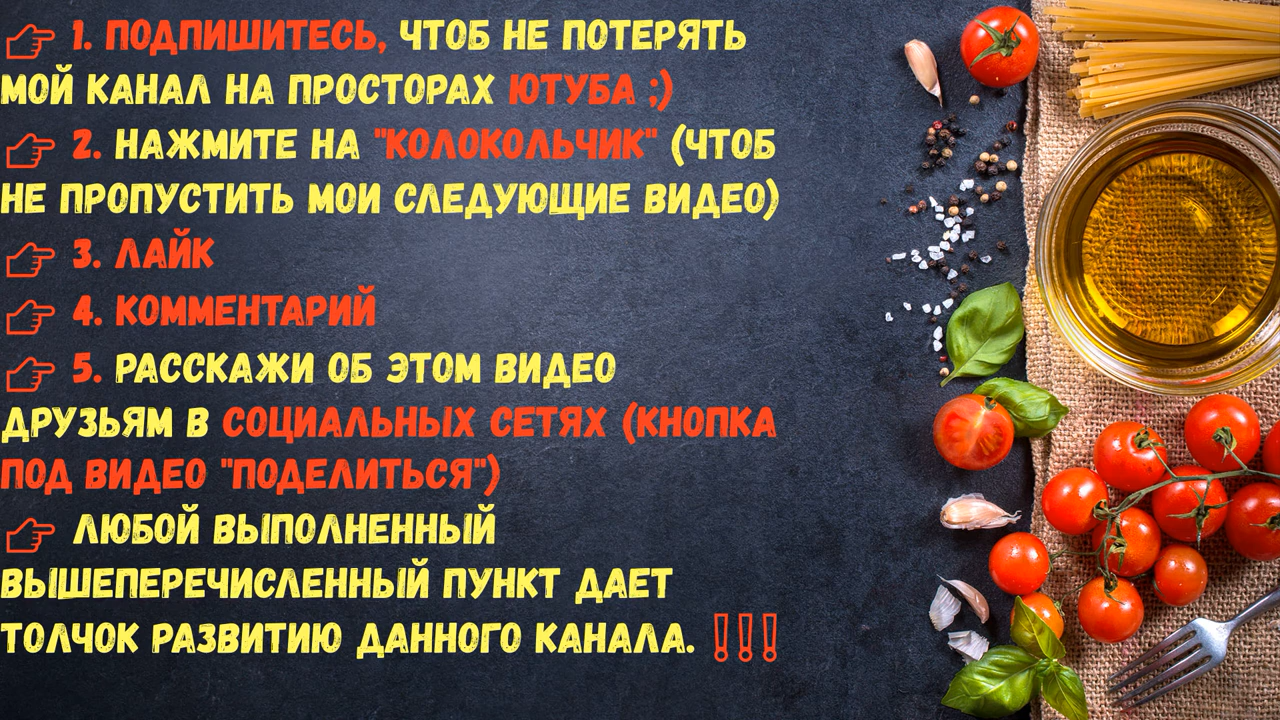 👉 1. ПОДПИШИТЕСЬ, ЧТОБ НЕ ПОТЕРЯТЬ
МОЙ КАНАЛ НА ПРОСТОРАХ ЮТУБА ;)
👉 2. НАЖМИТЕ НА "КОЛОКОЛЬЧИК" (ЧТОБ
НЕ ПРОПУСТИТЬ МОИ СЛЕДУЮЩИЕ ВИДЕО)
👉 3. ЛАЙК
👉 4. КОММЕНТАРИЙ
👉 5. РАССКАЖИ ОБ ЭТОМ ВИДЕО
ДРУЗЬЯМ В СОЦИАЛЬНЫХ СЕТЯХ (КНОПКА
ПОД ВИДЕО "ПОДЕЛИТЬСЯ")
👉 ЛЮБОЙ ВЫПОЛНЕННЫЙ
ВЫШЕПЕРЕЧИСЛЕННЫЙ ПУНКТ ДАЕТ
ТОЛЧОК РАЗВИТИЮ ДАННОГО КАНАЛА. ❗❗❗